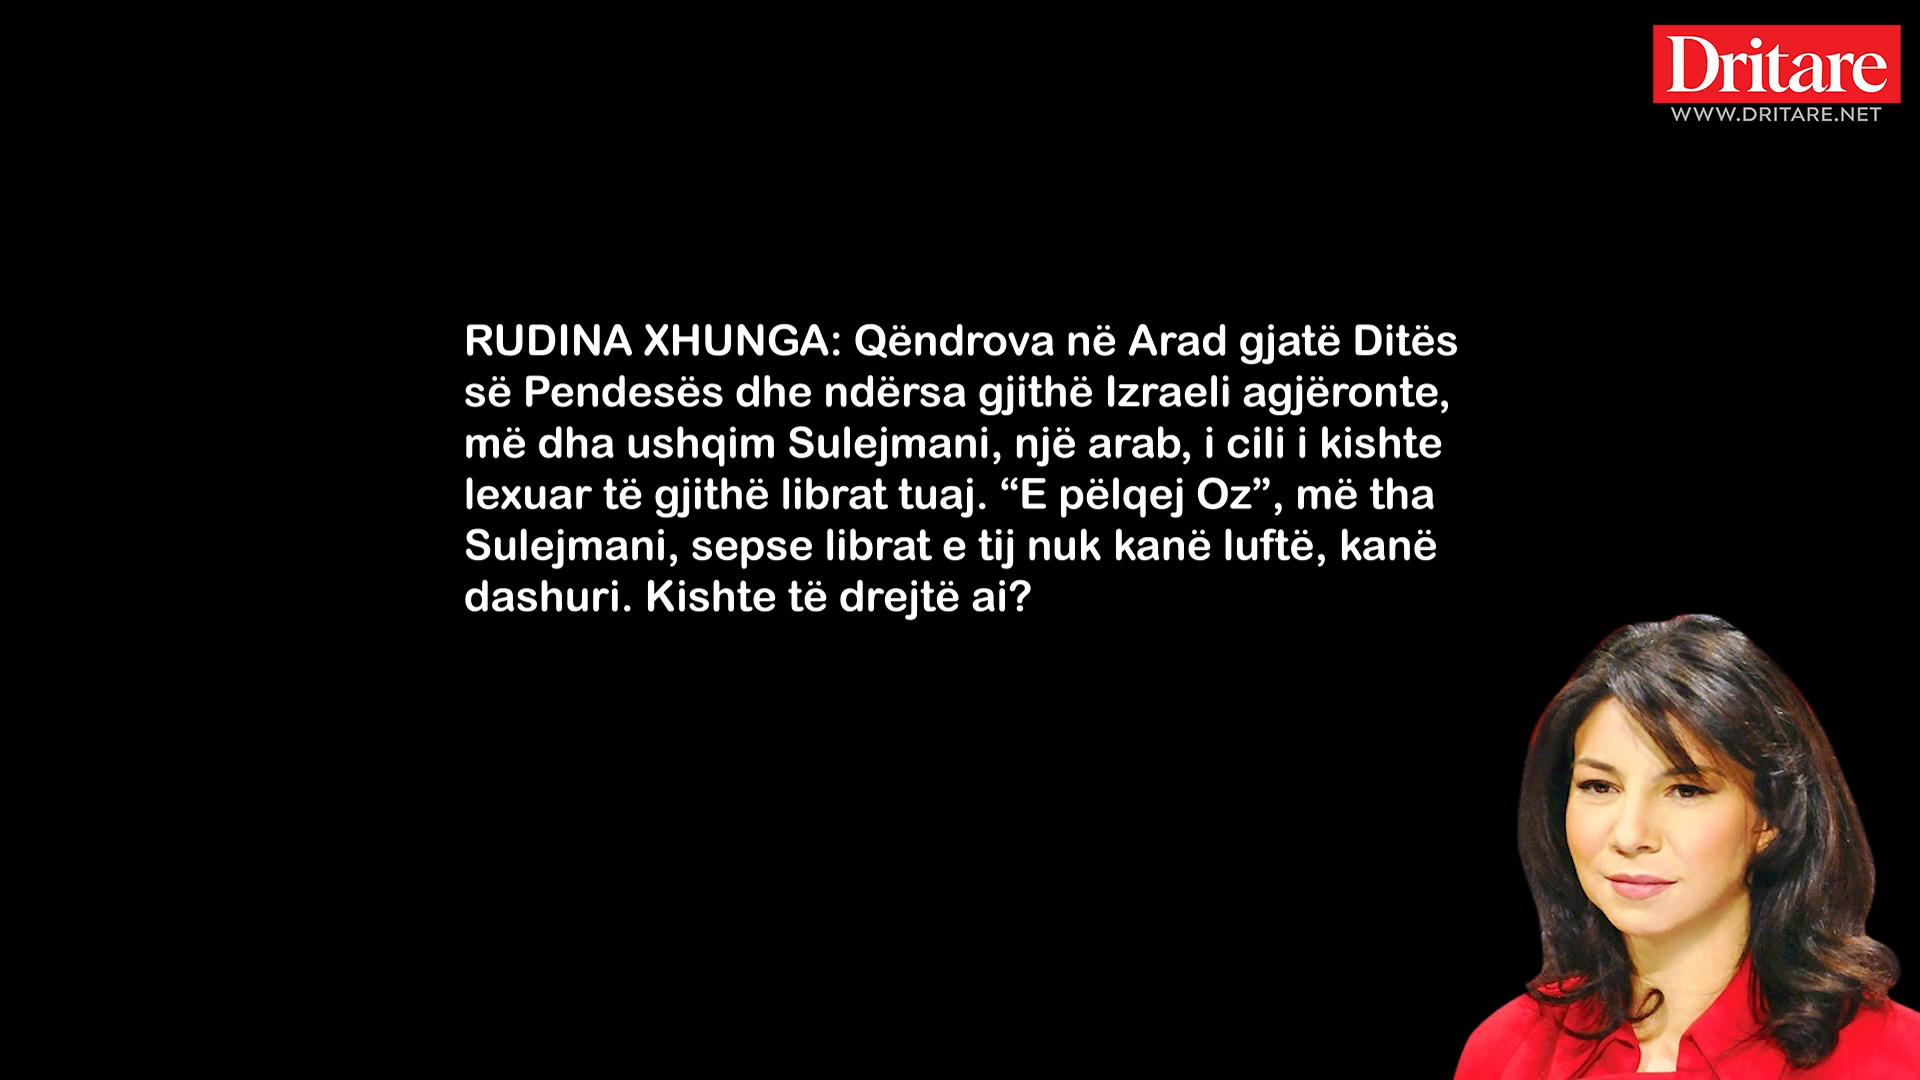 Dritare
WWW.DRITARE.NET
RUDINA XHUNGA: Qëndrova në Arad gjatë Ditës
së Pendesës dhe ndërsa gjithë Izraeli agjëronte,
më dha ushqim Sulejmani, një arab, i cili i kishte
lexuar të gjithë librat tuaj. “E pëlqej Oz”, më tha
Sulejmani, sepse librat e tij nuk kanë luftë, kanë
dashuri. Kishte të drejtë ai?